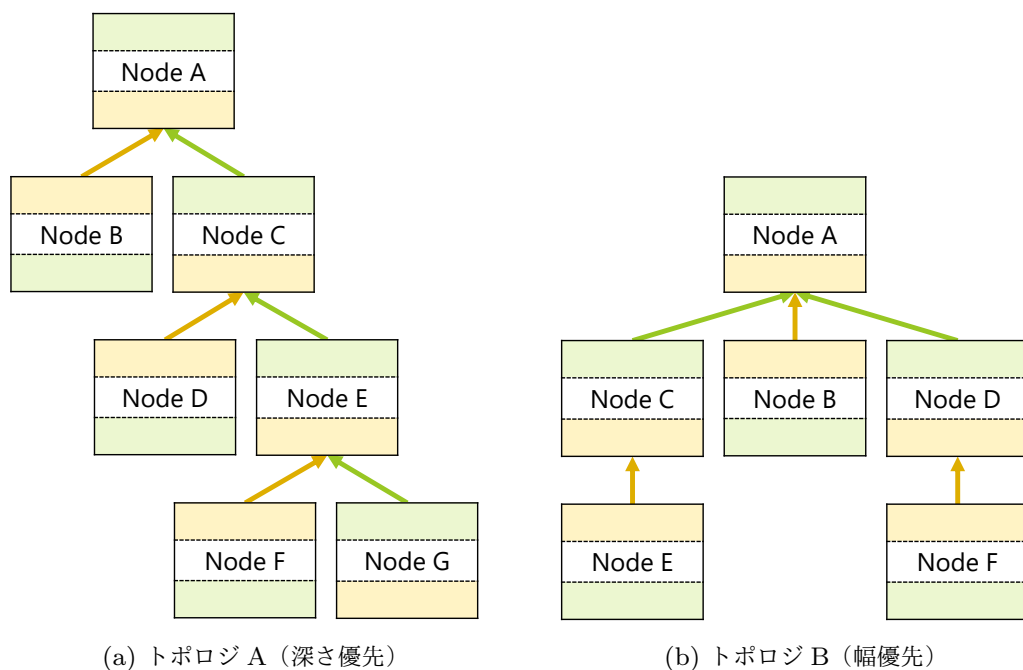 Node A
Node B
Node C
Node D
Node E
Node F
Node G
(a) トポロジ A（深さ優先）
Node A
Node C
Node B
Node D
Node E
Node F
(b) トポロジ B（幅優先）